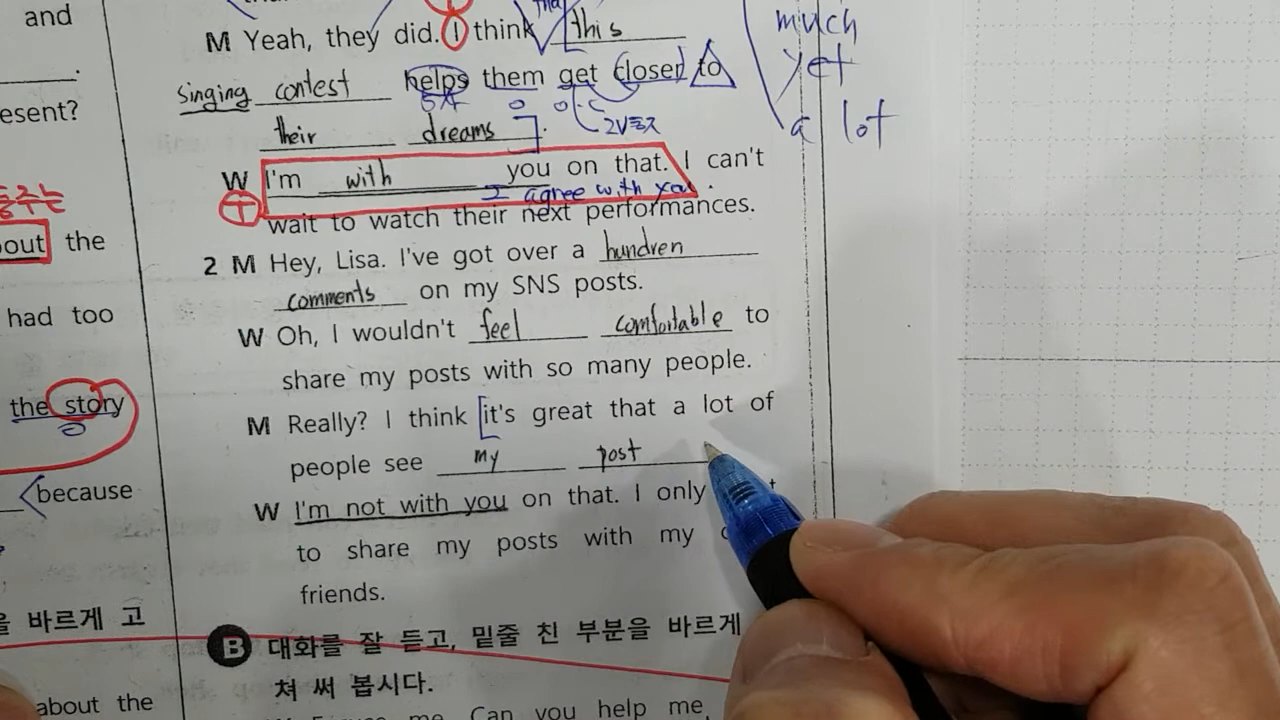 and
M Yeah, they did. I think this
singing contest helps them get closer to
5형 O O.C
their dreams
esent?
W I'm with you on that. I can't
I agree with you.
wait to watch their next performances.
bout the
2 M Hey, Lisa. I've got over a hundren
comments on my SNS posts.
had too
W Oh, I wouldn't feel comfortable to
share my posts with so many people.
the story
M Really? I think it's great that a lot of
people see my post
because
W I'm not with you on that. I only
to share my posts with my
friends.
을 바르게 고
B 대화를 잘 듣고, 밑줄 친 부분을 바르게
쳐 써 봅시다.
about the
Can you help me,
much
yet
a lot